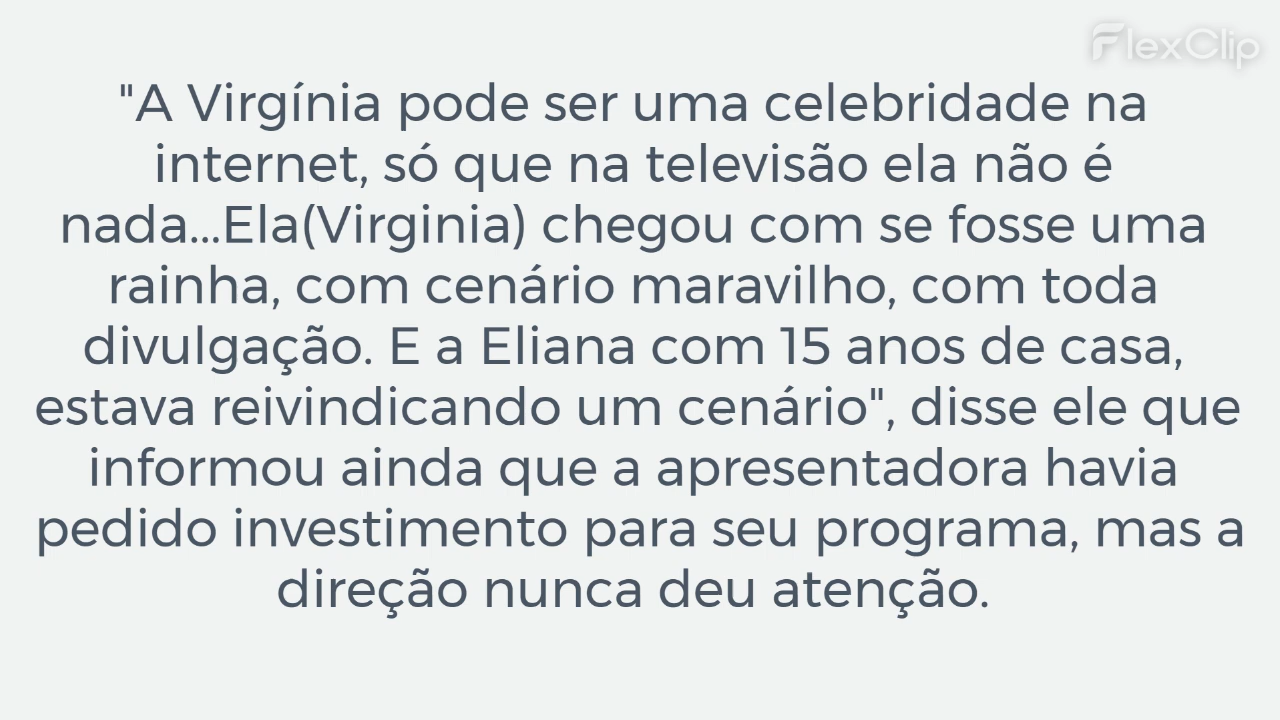 FlexClip
"A Virgínia pode ser uma celebridade na
internet, só que na televisão ela não é
nada...Ela(Virginia) chegou com se fosse uma
rainha, com cenário maravilho, com toda
divulgação. E a Eliana com 15 anos de casa,
estava reivindicando um cenário", disse ele que
informou ainda que a apresentadora havia
pedido investimento para seu programa, mas a
direção nunca deu atenção.